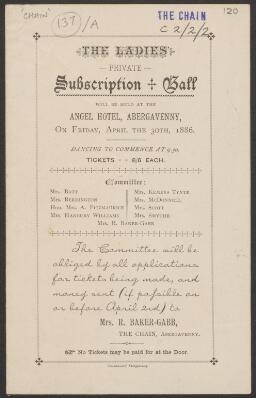 "CHAIN"
137/A
THE CHAIN
C2/2/2
120
THE LADIES'
— PRIVATE —
Subscription Ball
WILL BE HELD AT THE
ANGEL HOTEL, ABERGAVENNY,
ON FRIDAY, APRIL THE 30TH, 1886.
DANCING TO COMMENCE AT 9.30.
TICKETS - - 6/6 EACH.
Committee:
MRS. BATT MRS. KEMEYS TYNTE
MRS. BERRINGTON MRS. McDONNELL
HON. MRS. A. FITZMAURICE MRS. SCOTT
MRS. HANBURY WILLIAMS MRS. SMYTHE
MRS. R. BAKER-GABB
The Committee will be
obliged by all applications
for tickets being made, and
money sent (if possible on
or before April 2nd) to
MRS. R. BAKER-GABB,
THE CHAIN, ABERGAVENNY.
No Tickets may be paid for at the Door.